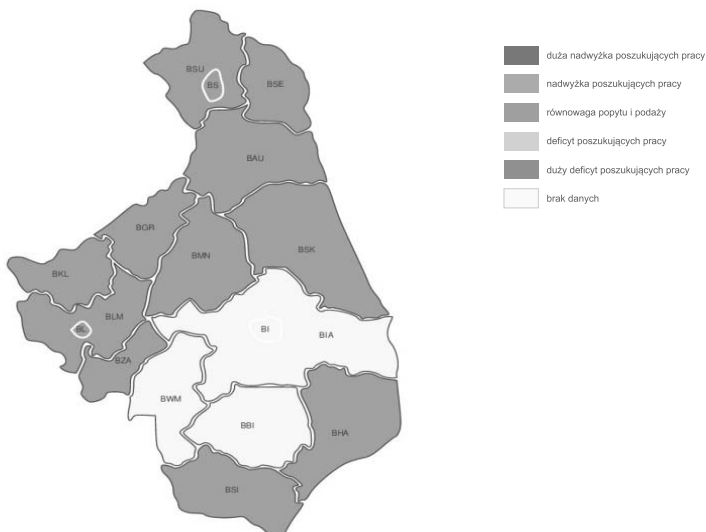 BSU
BS
BSE
BAU
BGR
BMN
BSK
BKL
BLM
BL
BI
BIA
BZA
BWM
BBI
BHA
BSI
duża nadwyżka poszukujących pracy
nadwyżka poszukujących pracy
równowaga popytu i podaży
deficyt poszukujących pracy
duży deficyt poszukujących pracy
brak danych